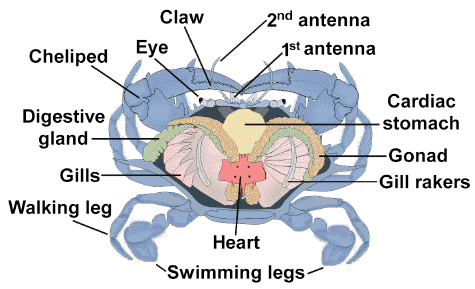 Claw
2nd antenna
Cheliped
Eye
1st antenna
Digestive
gland
Cardiac
stomach
Gonad
Gills
Gill rakers
Walking leg
Heart
Swimming legs